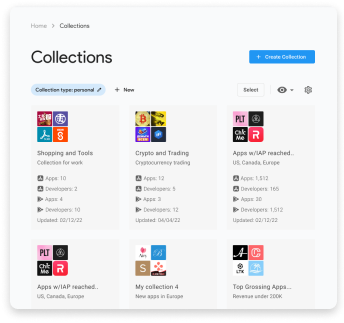 Home > Collections
Collections
+ Create Collection
Collection type: personal
+ New
Select
Shopping and Tools
Collection for work
Apps: 10
Developers: 2
Apps: 4
Developers: 10
Updated: 02/12/22
Crypto and Trading
Cryptocurrency trading
Apps: 12
Developers: 5
Apps: 3
Developers: 12
Updated: 04/04/22
PLT
Chic Me
R
Apps w/IAP reached..
US, Canada, Europe
Apps: 1,512
Developers: 165
Apps: 30
Developers: 1,512
Updated: 02/12/22
PLT
Chic Me
R
Apps w/IAP reached..
US, Canada, Europe
S
My collection 4
New apps in Europe
A
C
LTK
Top Grossing Apps...
Revenue under 200K